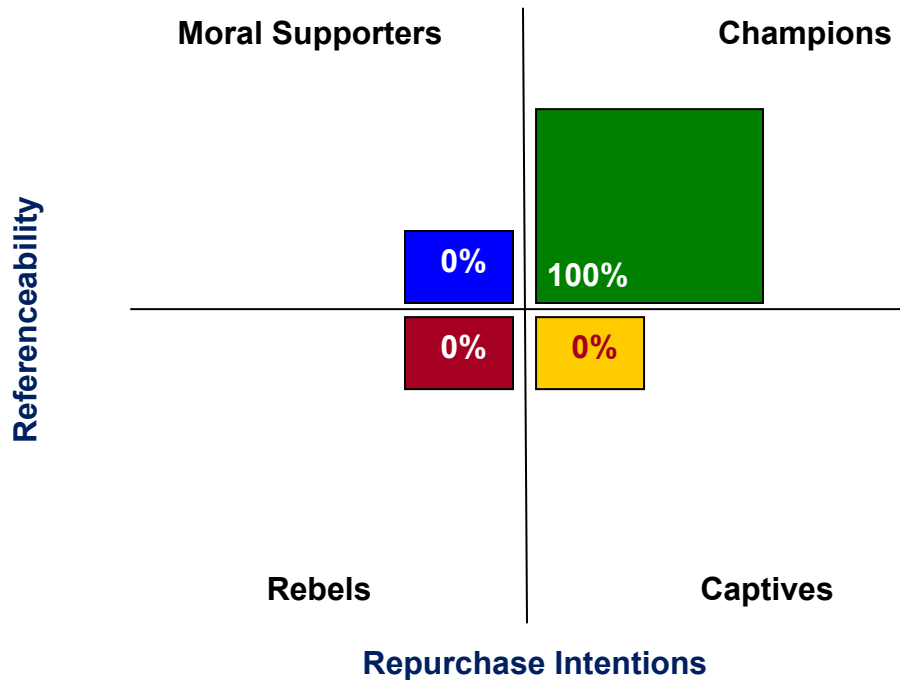 Moral Supporters
Champions
Referenceability
0%
100%
0%
0%
Rebels
Captives
Repurchase Intentions